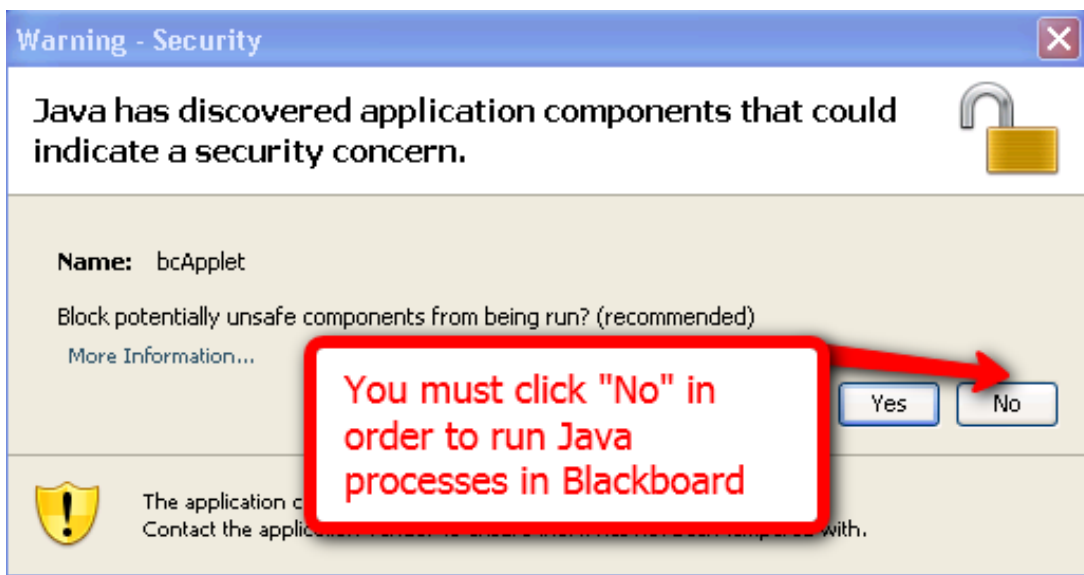 Warning - Security
Java has discovered application components that could
indicate a security concern.
Name: bcApplet
Block potentially unsafe components from being run? (recommended)
More Information...
You must click "No" in
order to run Java
processes in Blackboard
Yes No
The application c
Contact the with.